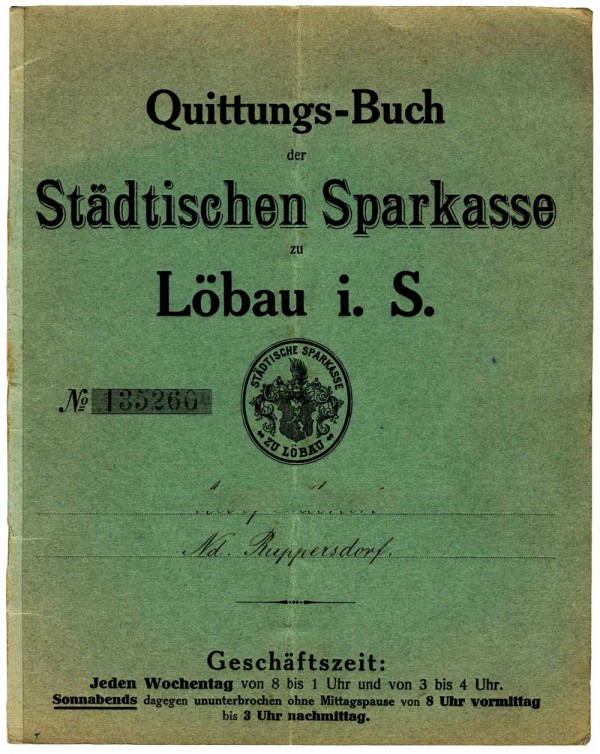 Quittungs-Buch
der
Städtischen Sparkasse
zu
Löbau i. S.
STÄDTISCHE SPARKASSE
ZU LÖBAU
No 135260
Nd. Ruppersdorf.
Geschäftszeit:
Jeden Wochentag von 8 bis 1 Uhr und von 3 bis 4 Uhr.
Sonnabends dagegen ununterbrochen ohne Mittagspause von 8 Uhr vormittag
bis 3 Uhr nachmittag.